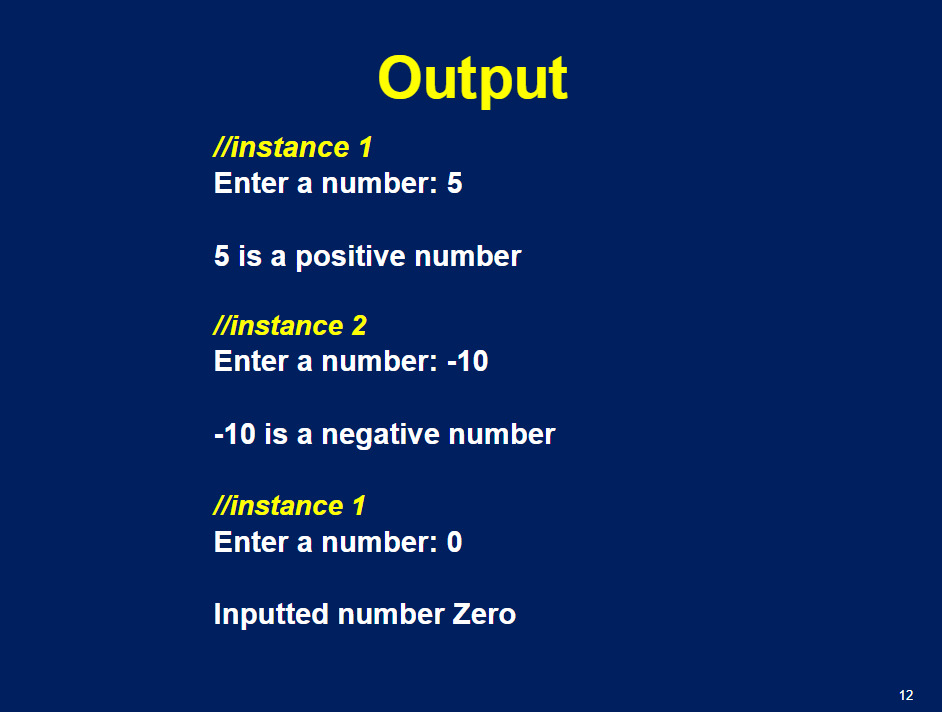 Output
//instance 1
Enter a number: 5
5 is a positive number
//instance 2
Enter a number: -10
-10 is a negative number
//instance 1
Enter a number: 0
Inputted number Zero
12